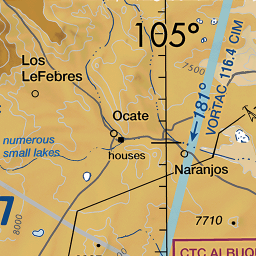 105°
Los
LeFebres
7500
181°
VORTAC 116.4 CIM
Ocate
numerous
small lakes
houses
Naranjos
7
8000
7710
CTC ALBUQ